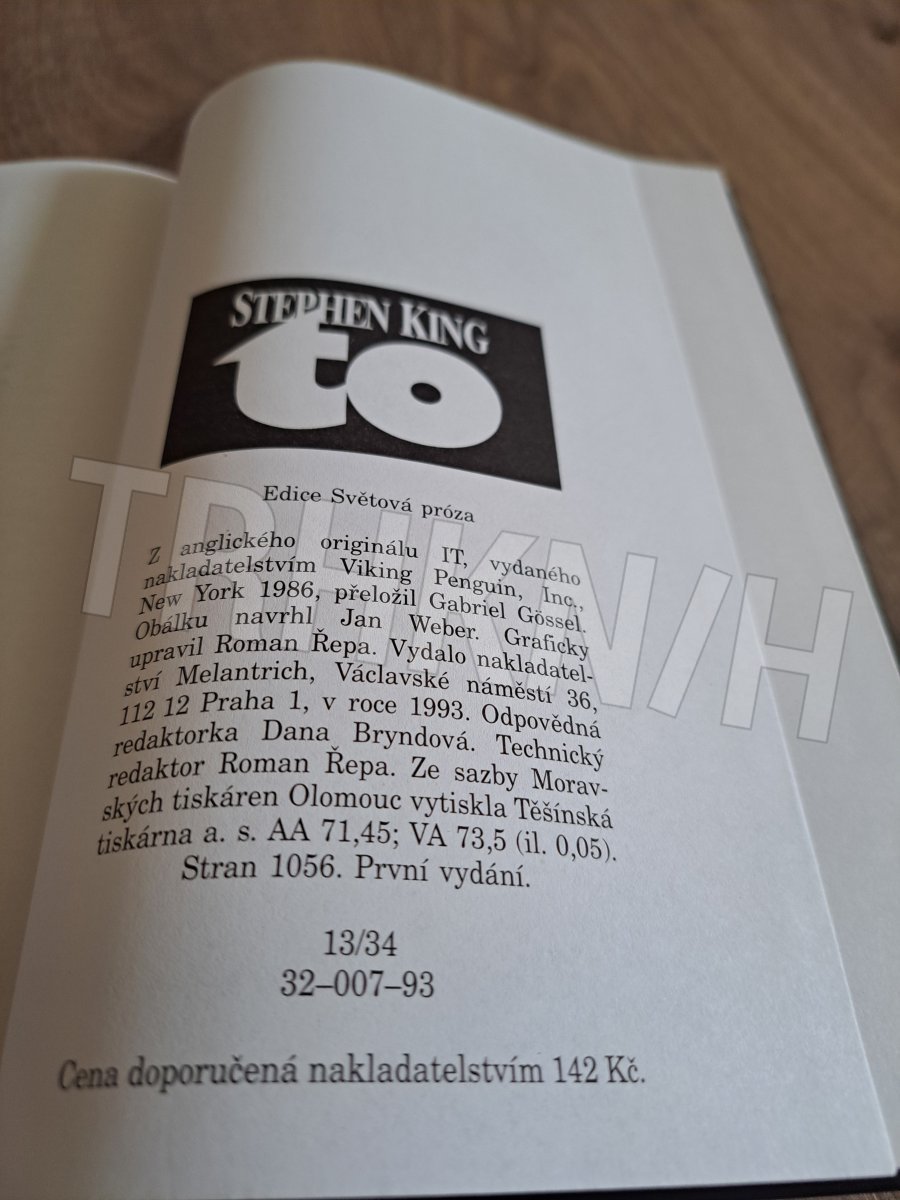 STEPHEN KING
to
Edice Světová próza
Z anglického originálu IT, vydaného
nakladatelstvím Viking Penguin, Inc.,
New York 1986, přeložil Gabriel Gössel.
Obálku navrhl Jan Weber. Graficky
upravil Roman Řepa. Vydalo nakladatel-
ství Melantrich, Václavské náměstí 36,
112 12 Praha 1, v roce 1993. Odpovědná
redaktorka Dana Bryndová. Technický
redaktor Roman Řepa. Ze sazby Morav-
ských tiskáren Olomouc vytiskla Těšínská
tiskárna a. s. AA 71,45; VA 73,5 (il. 0,05).
Stran 1056. První vydání.
13/34
32–007–93
Cena doporučená nakladatelstvím 142 Kč.
TRHKN/H